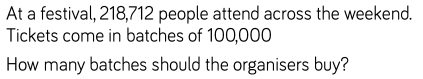 At a festival, 218,712 people attend across the weekend.
Tickets come in batches of 100,000
How many batches should the organisers buy?